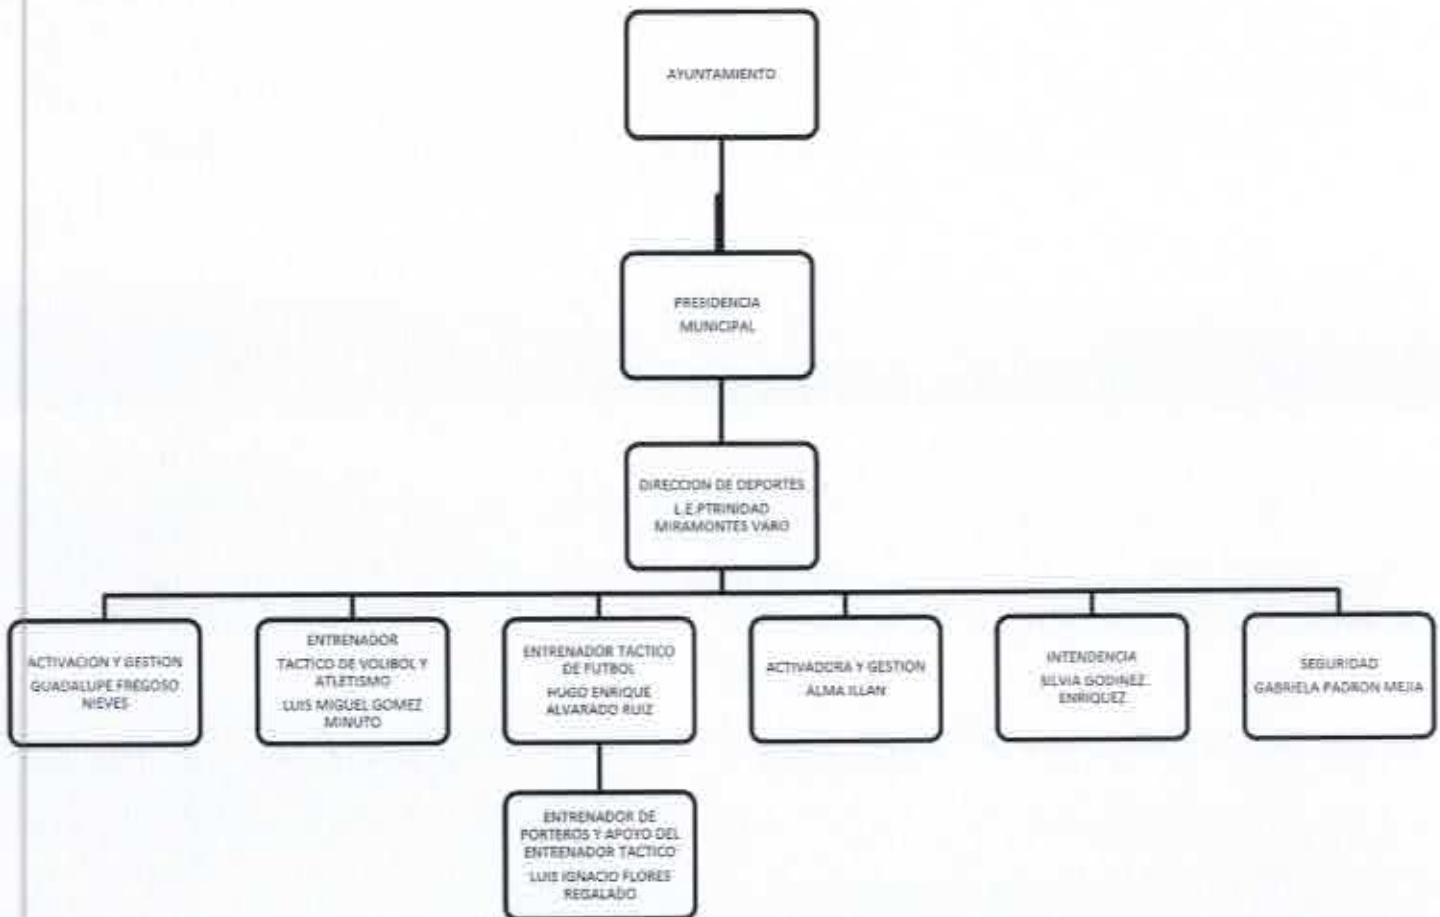 AYUNTAMIENTO
PRESIDENCIA
MUNICIPAL
DIRECCION DE DEPORTES
L.E.PTRINIDAD
MIRAMONTES VARO
ACTIVACION Y GESTION
GUADALUPE FREGOSO
NIEVES
ENTRENADOR
TACTICO DE VOLIBOL Y
ATLETISMO
LUIS MIGUEL GOMEZ
MINUTO
ENTRENADOR TACTICO
DE FUTBOL
HUGO ENRIQUE
ALVARADO RUIZ
ACTIVADORA Y GESTION
ALMA ILLAN
INTENDENCIA
SILVIA GODINEZ
ENRIQUEZ
SEGURIDAD
GABRIELA PADRON MEJIA
ENTRENADOR DE
PORTEROS Y APOYO DEL
ENTEENADOR TACTICO
LUIS IGNACIO FLORES
REGALADO